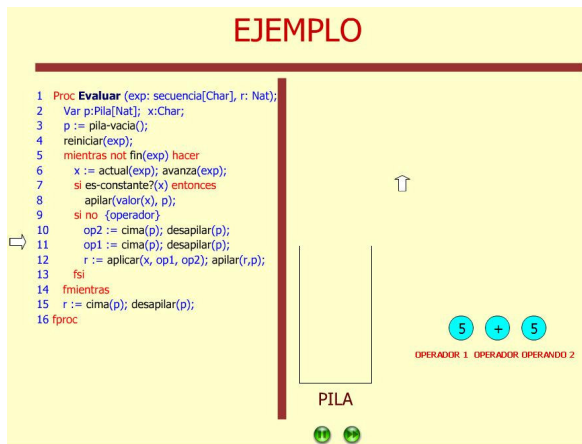 EJEMPLO
1 Proc Evaluar (exp: secuencia[Char], r: Nat);
2 Var p:Pila[Nat]; x:Char;
3 p := pila-vacia();
4 reiniciar(exp);
5 mientras not fin(exp) hacer
6 x := actual(exp); avanza(exp);
7 si es-constante?(x) entonces
8 apilar(valor(x), p);
9 si no {operador}
10 op2 := cima(p); desapilar(p);
11 op1 := cima(p); desapilar(p);
12 r := aplicar(x, op1, op2); apilar(r,p);
13 fsi
14 fmientras
15 r := cima(p); desapilar(p);
16 fproc
5 + 5
OPERADOR 1 OPERADOR OPERANDO 2
PILA